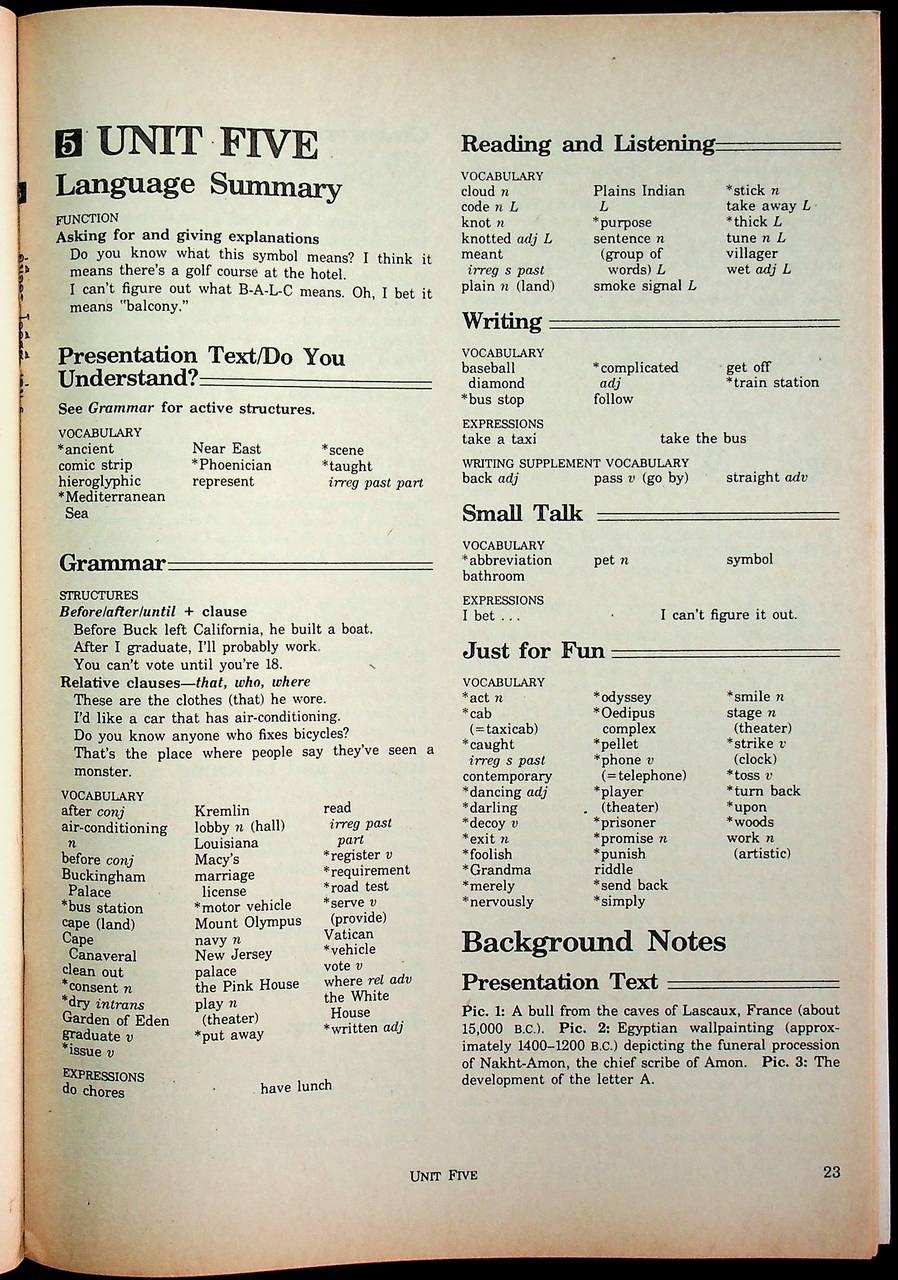 5 UNIT FIVE
Language Summary
FUNCTION
Asking for and giving explanations
Do you know what this symbol means? I think it
means there's a golf course at the hotel.
I can't figure out what B-A-L-C means. Oh, I bet it
means "balcony."
Presentation Text/Do You
Understand?
See Grammar for active structures.
VOCABULARY
*ancient
comic strip
hieroglyphic
*Mediterranean
Sea
Near East
*Phoenician
represent
*scene
*taught
irreg past part
Grammar
STRUCTURES
Before/after/until + clause
Before Buck left California, he built a boat.
After I graduate, I'll probably work.
You can't vote until you're 18.
Relative clauses—that, who, where
These are the clothes (that) he wore.
I'd like a car that has air-conditioning.
Do you know anyone who fixes bicycles?
That's the place where people say they've seen a
monster.
VOCABULARY
after conj
air-conditioning
n
before conj
Buckingham
Palace
*bus station
cape (land)
Cape
Canaveral
clean out
*consent n
*dry intrans
Garden of Eden
graduate v
*issue v
Kremlin
lobby n (hall)
Louisiana
Macy's
marriage
license
*motor vehicle
Mount Olympus
navy n
New Jersey
palace
the Pink House
play n
(theater)
*put away
read
irreg past
part
*register v
*requirement
*road test
*serve v
(provide)
Vatican
*vehicle
vote v
where rel adv
the White
House
*written adj
EXPRESSIONS
do chores
have lunch
Reading and Listening
VOCABULARY
cloud n
code n L
knot n
knotted adj L
meant
irreg s past
plain n (land)
Plains Indian
L
*purpose
sentence n
(group of
words) L
smoke signal L
*stick n
take away L
*thick L
tune n L
villager
wet adj L
Writing
VOCABULARY
baseball
diamond
*bus stop
*complicated
adj
follow
get off
*train station
EXPRESSIONS
take a taxi
take the bus
WRITING SUPPLEMENT VOCABULARY
back adj
pass v (go by)
straight adv
Small Talk
VOCABULARY
*abbreviation
bathroom
pet n
symbol
EXPRESSIONS
I bet . . .
I can't figure it out.
Just for Fun
VOCABULARY
*act n
*cab
(=taxicab)
*caught
irreg s past
contemporary
*dancing adj
*darling
*decoy v
*exit n
*foolish
*Grandma
*merely
*nervously
*odyssey
*Oedipus
complex
*pellet
*phone v
(=telephone)
*player
(theater)
*prisoner
*promise n
*punish
riddle
*send back
*simply
*smile n
stage n
(theater)
*strike v
(clock)
*toss v
*turn back
*upon
*woods
work n
(artistic)
Background Notes
Presentation Text
Pic. 1: A bull from the caves of Lascaux, France (about
15,000 B.C.). Pic. 2: Egyptian wallpainting (approx-
imately 1400–1200 B.C.) depicting the funeral procession
of Nakht-Amon, the chief scribe of Amon. Pic. 3: The
development of the letter A.
UNIT FIVE
23